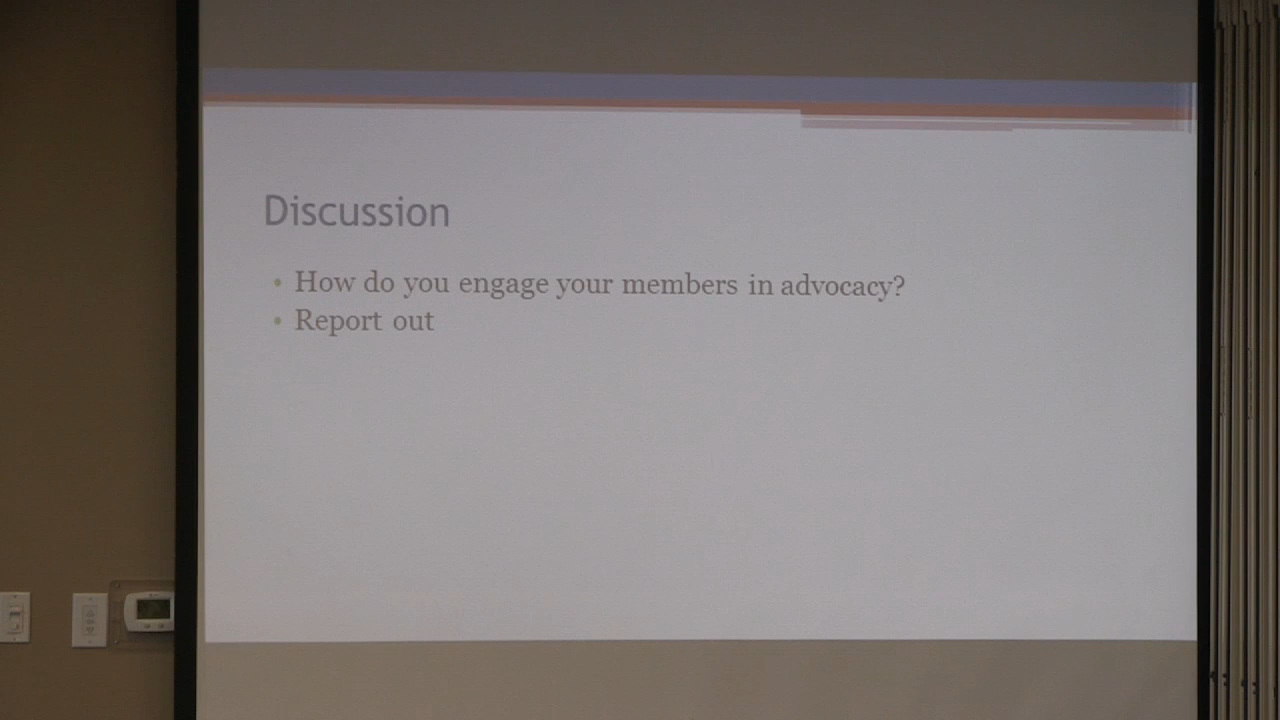 Discussion
• How do you engage your members in advocacy?
• Report out